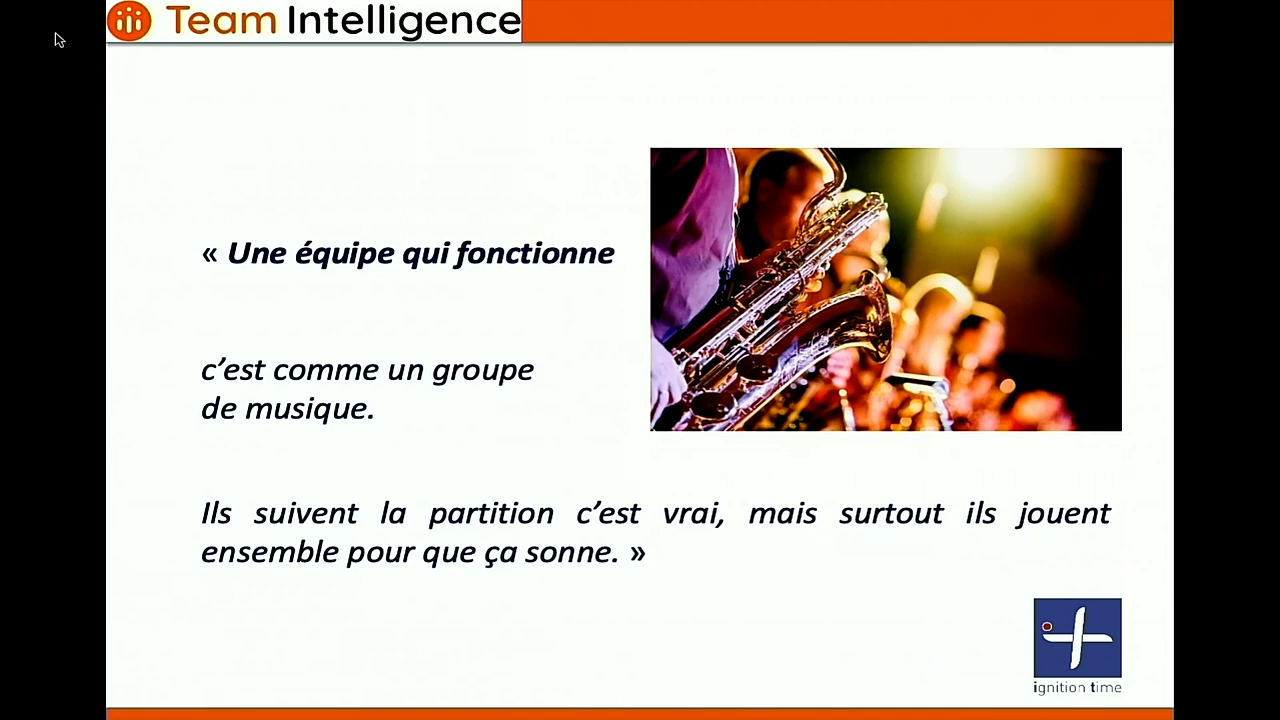 Team Intelligence
« Une équipe qui fonctionne
c’est comme un groupe
de musique.
Ils suivent la partition c’est vrai, mais surtout ils jouent
ensemble pour que ça sonne. »
ignition time